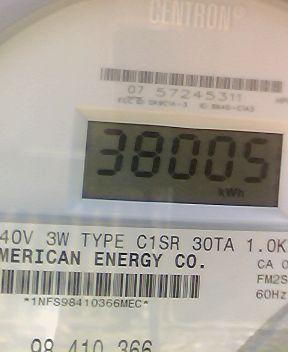 CENTRON®
07 57245311
38005
kWh
40V 3W TYPE C1SR 30TA 1.0K
MERICAN ENERGY CO.
CA 0
FM2S
60Hz
*1NFS98410366MEC*
98 410 366